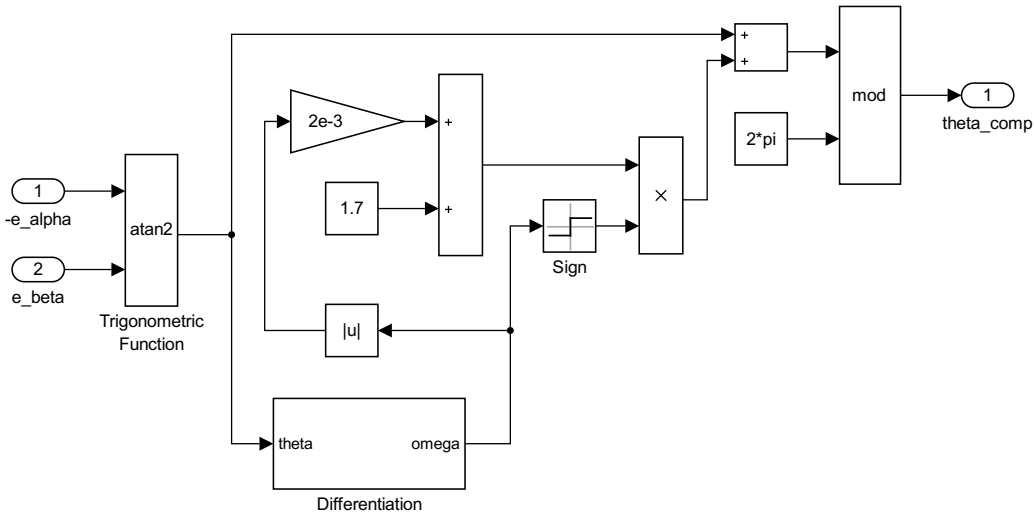 +
+
mod
1
theta_comp
2*pi
2e-3
+
1.7
+
×
Sign
1
-e_alpha
atan2
2
e_beta
Trigonometric
Function
|u|
theta
omega
Differentiation